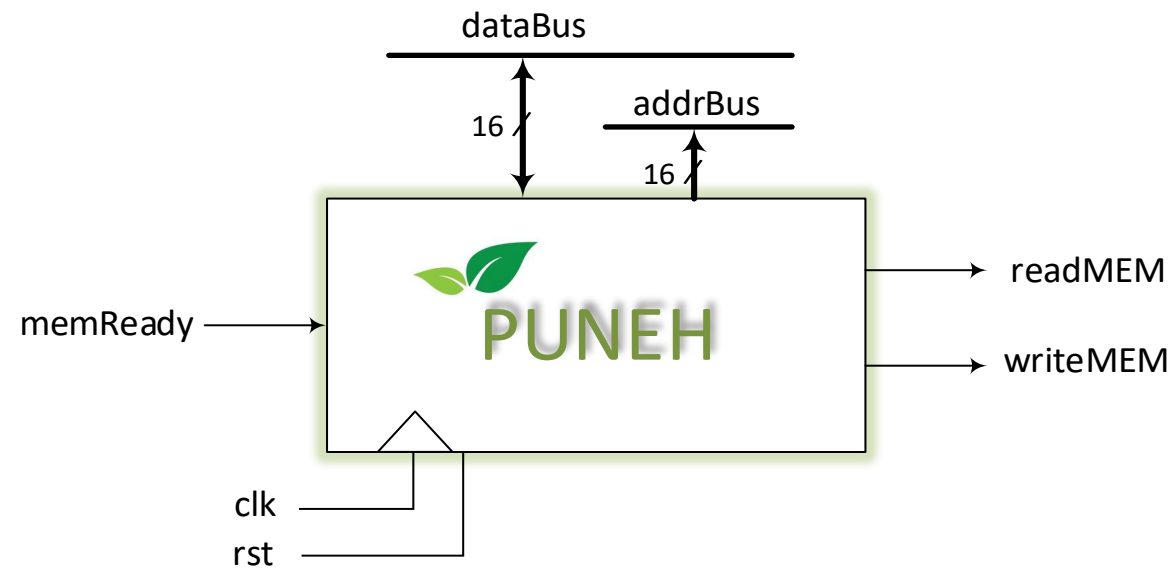 dataBus
16
addrBus
16
readMEM
memReady
PUNEH
writeMEM
clk
rst